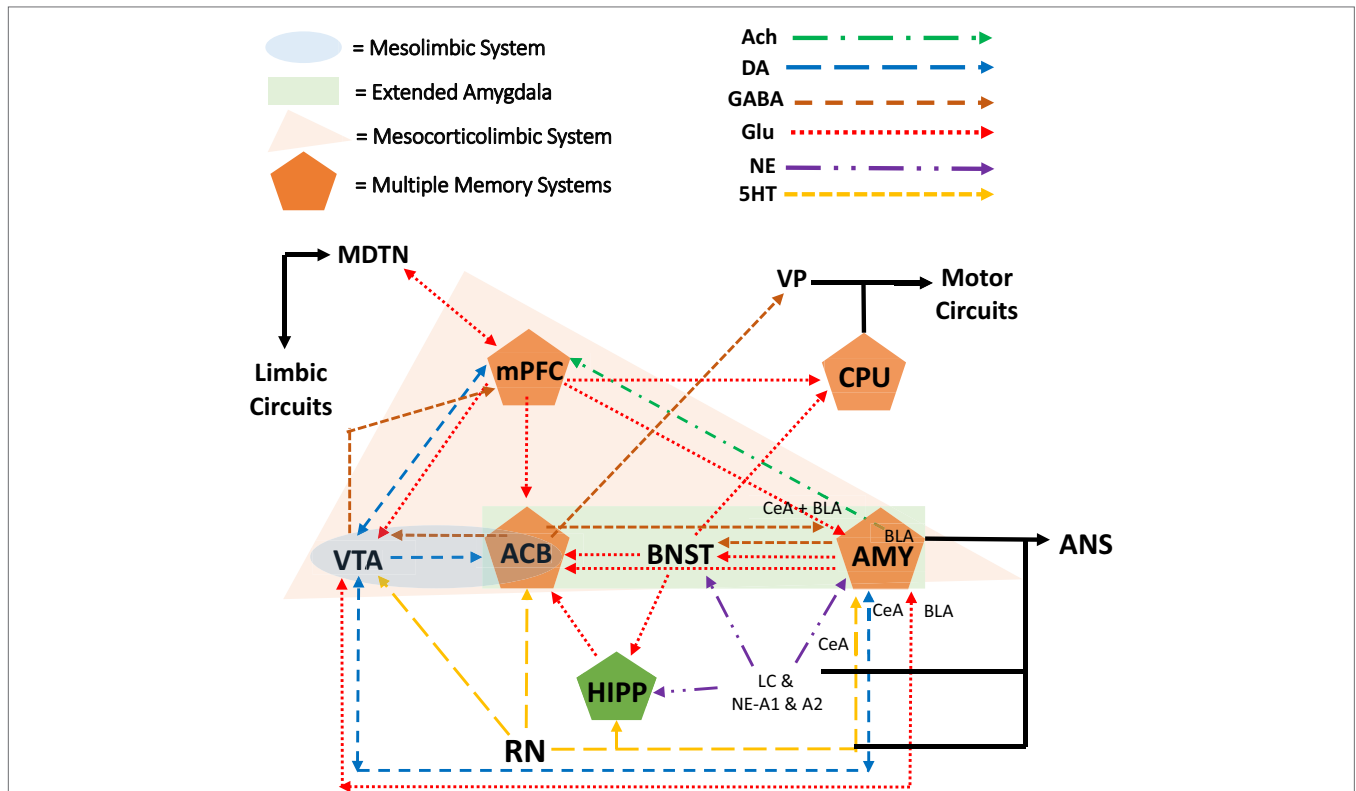 = Mesolimbic System
= Extended Amygdala
= Mesocorticolimbic System
= Multiple Memory Systems
Ach
DA
GABA
Glu
NE
5HT
MDTN
VP
Motor
Circuits
Limbic
Circuits
mPFC
CPU
CeA + BLA
BLA
VTA
ACB
BNST
AMY
ANS
CeA
BLA
CeA
HIPP
LC &
NE-A1 & A2
RN